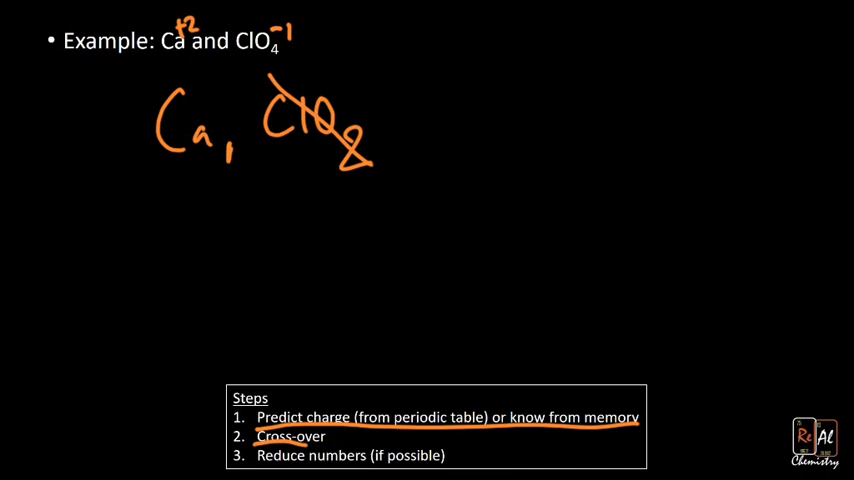 • Example: Ca⁺² and ClO₄⁻¹
Ca₁ ClO₈
Steps
1. Predict charge (from periodic table) or know from memory
2. Cross-over
3. Reduce numbers (if possible)
Re Al
Chemistry